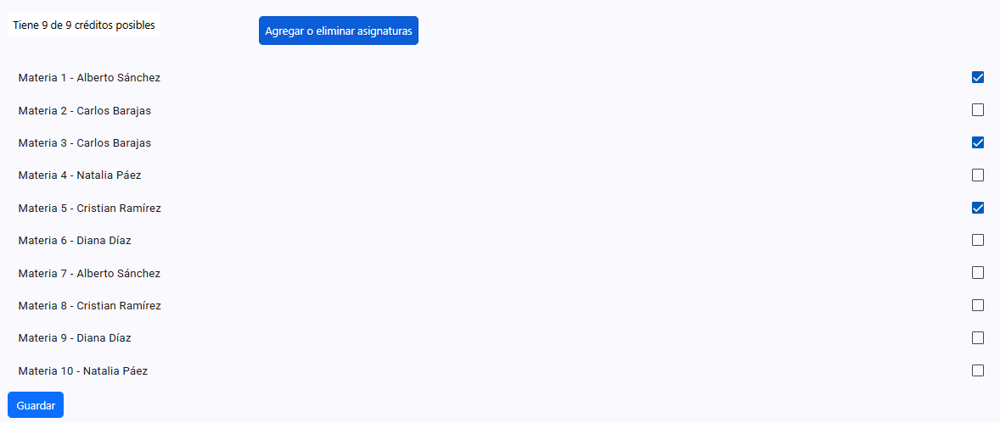 Tiene 9 de 9 créditos posibles
Agregar o eliminar asignaturas
Materia 1 - Alberto Sánchez
Materia 2 - Carlos Barajas
Materia 3 - Carlos Barajas
Materia 4 - Natalia Páez
Materia 5 - Cristian Ramírez
Materia 6 - Diana Díaz
Materia 7 - Alberto Sánchez
Materia 8 - Cristian Ramírez
Materia 9 - Diana Díaz
Materia 10 - Natalia Páez
Guardar